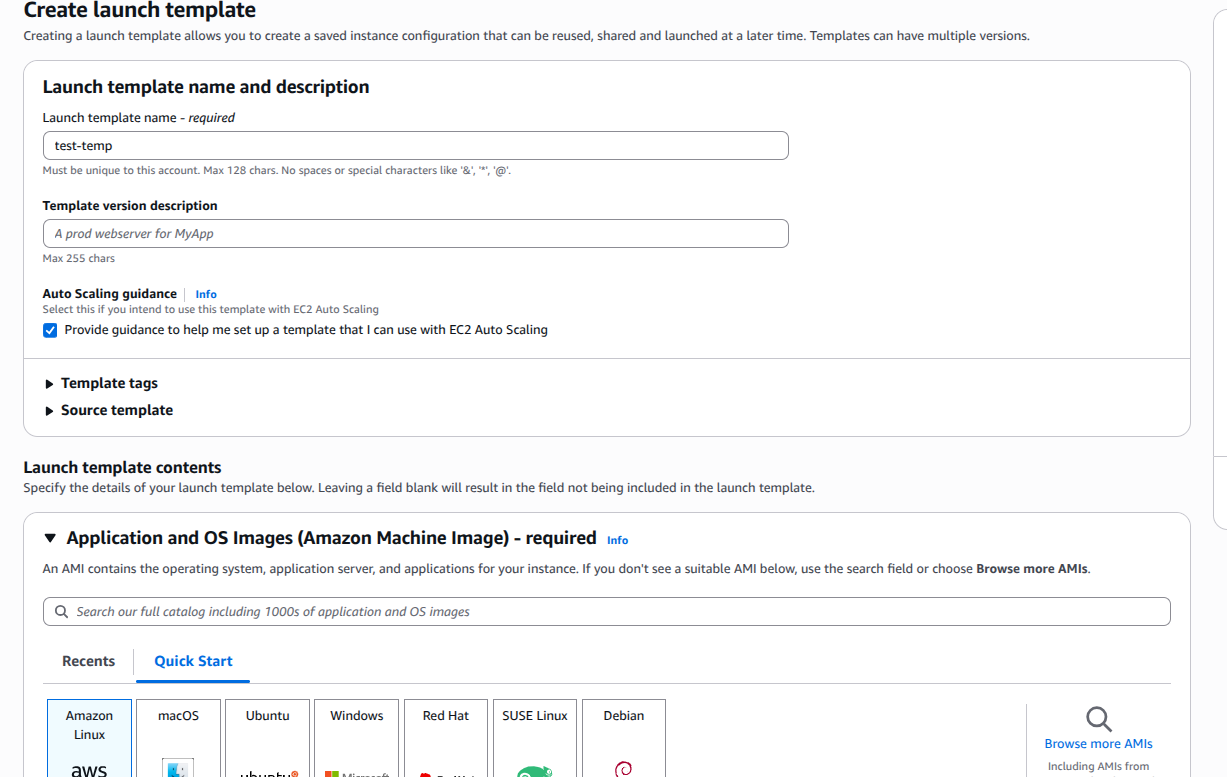 Create launch template
Creating a launch template allows you to create a saved instance configuration that can be reused, shared and launched at a later time. Templates can have multiple versions.
Launch template name and description
Launch template name - required
test-temp
Must be unique to this account. Max 128 chars. No spaces or special characters like '&', '*', '@'.
Template version description
A prod webserver for MyApp
Max 255 chars
Auto Scaling guidance Info
Select this if you intend to use this template with EC2 Auto Scaling
Provide guidance to help me set up a template that I can use with EC2 Auto Scaling
Template tags
Source template
Launch template contents
Specify the details of your launch template below. Leaving a field blank will result in the field not being included in the launch template.
Application and OS Images (Amazon Machine Image) - required Info
An AMI contains the operating system, application server, and applications for your instance. If you don't see a suitable AMI below, use the search field or choose Browse more AMIs.
Search our full catalog including 1000s of application and OS images
Recents Quick Start
Amazon Linux
aws
macOS
Ubuntu
ubuntu
Windows
Microsoft
Red Hat
SUSE Linux
Debian
Browse more AMIs
Including AMIs from